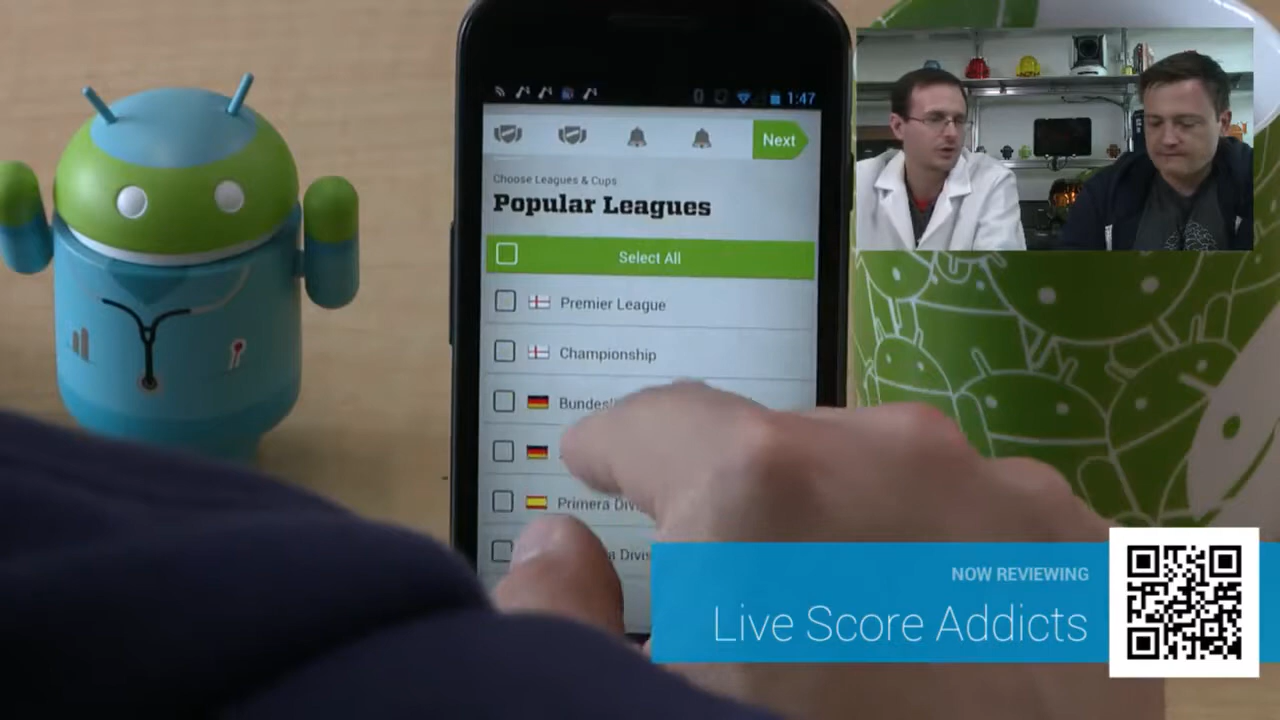 1:47
Next
Choose Leagues & Cups
Popular Leagues
Select All
Premier League
Championship
Primera
NOW REVIEWING
Live Score Addicts